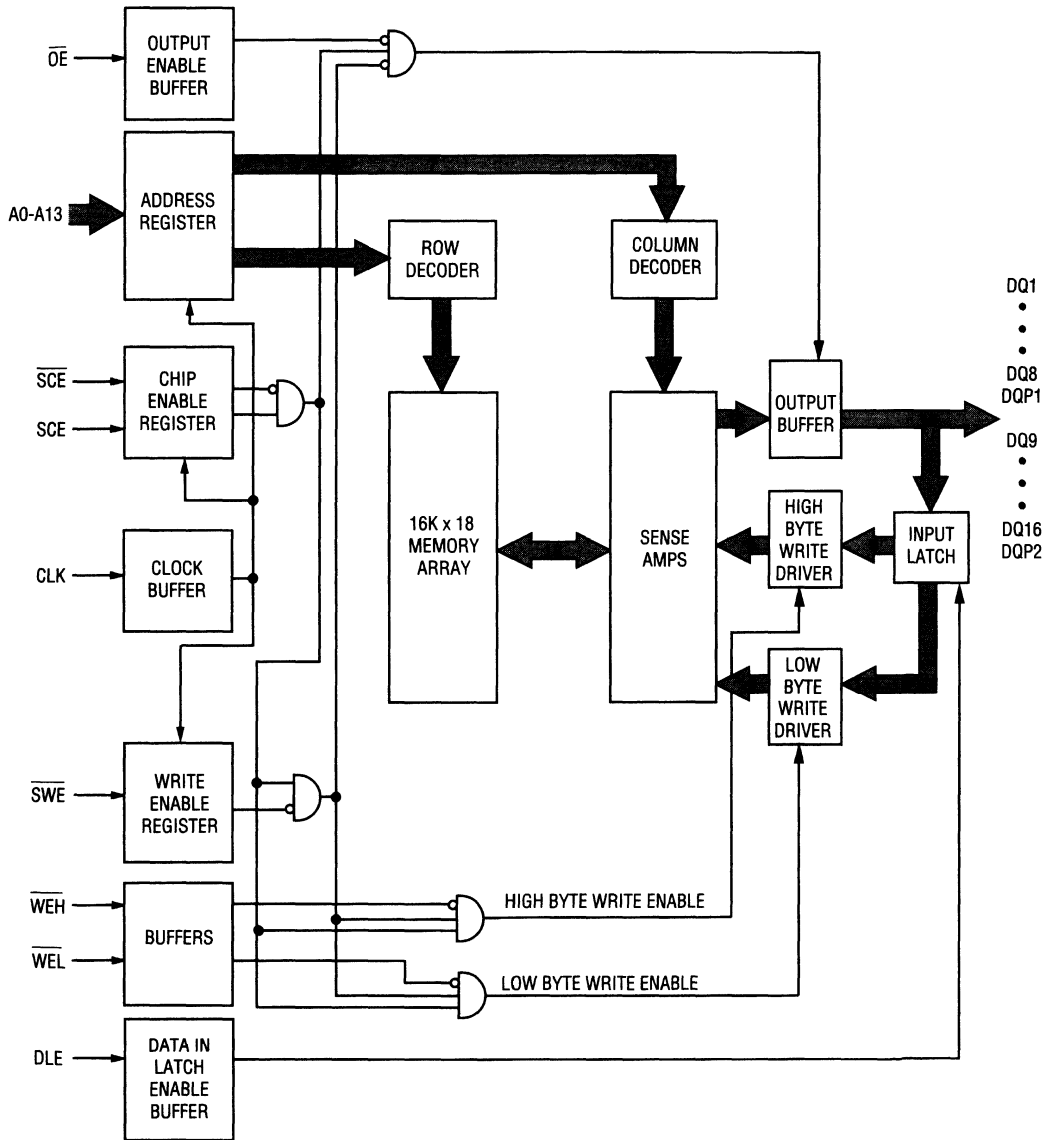 OE
OUTPUT
ENABLE
BUFFER
A0-A13
ADDRESS
REGISTER
ROW
DECODER
COLUMN
DECODER
SCE
SCE
CHIP
ENABLE
REGISTER
CLK
CLOCK
BUFFER
16K x 18
MEMORY
ARRAY
SENSE
AMPS
OUTPUT
BUFFER
DQ1
DQ8
DQP1
DQ9
DQ16
DQP2
HIGH
BYTE
WRITE
DRIVER
INPUT
LATCH
LOW
BYTE
WRITE
DRIVER
SWE
WRITE
ENABLE
REGISTER
WEH
WEL
BUFFERS
HIGH BYTE WRITE ENABLE
LOW BYTE WRITE ENABLE
DLE
DATA IN
LATCH
ENABLE
BUFFER